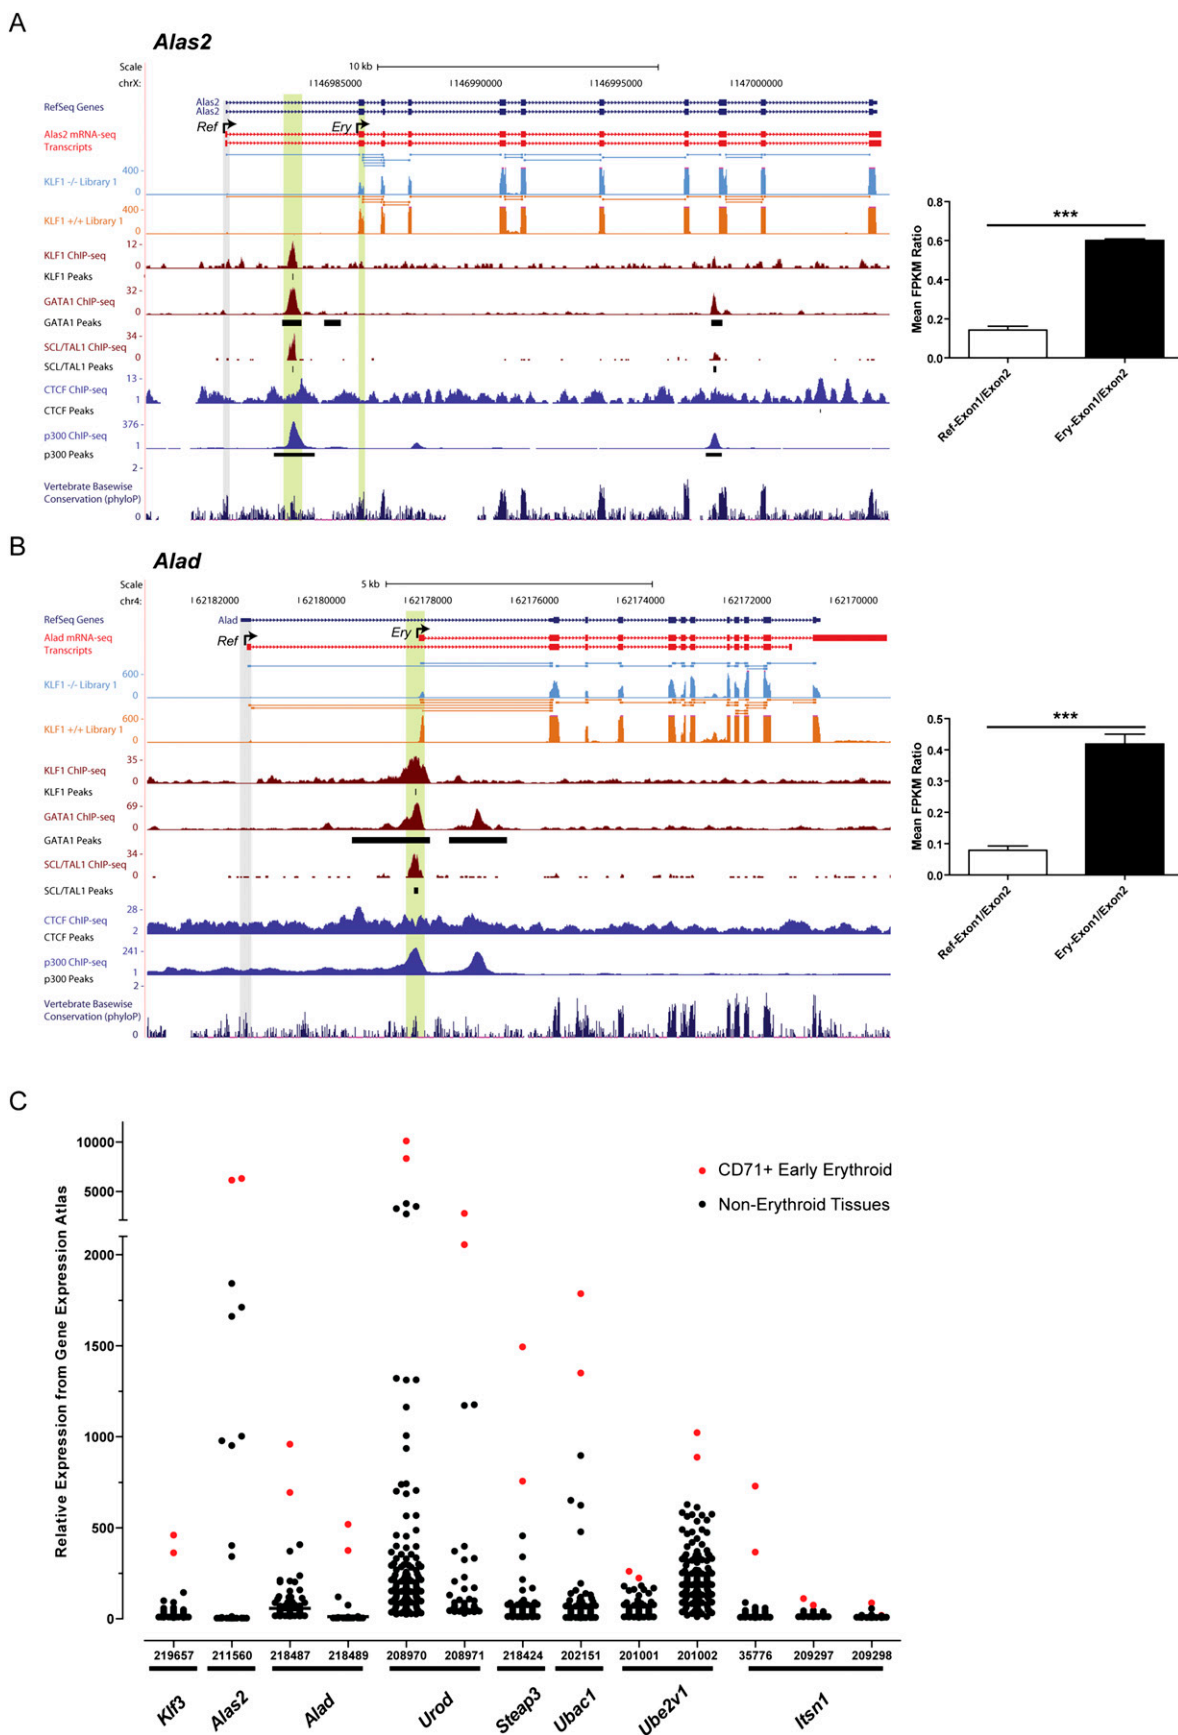 A
Alas2
Scale
10 kb
chrX:
146985000
146990000
146995000
147000000
RefSeq Genes
Alas2
Alas2
Ref
Ery
Alas2 mRNA-seq
Transcripts
400
KLF1 -/- Library 1
0
400
KLF1 +/+ Library 1
0
12
KLF1 ChIP-seq
0
KLF1 Peaks
32
GATA1 ChIP-seq
0
GATA1 Peaks
34
SCL/TAL1 ChIP-seq
0
SCL/TAL1 Peaks
13
CTCF ChIP-seq
1
CTCF Peaks
376
p300 ChIP-seq
1
p300 Peaks
2
Vertebrate Basewise
Conservation (phyloP)
0
Mean FPKM Ratio
0.8
0.6
0.4
0.2
0.0
***
Ref-Exon1/Exon2
Ery-Exon1/Exon2
B
Alad
Scale
5 kb
chr4:
62182000
62180000
62178000
62176000
62174000
62172000
62170000
RefSeq Genes
Alad
Ref
Ery
Alad mRNA-seq
Transcripts
600
KLF1 -/- Library 1
0
600
KLF1 +/+ Library 1
0
35
KLF1 ChIP-seq
0
KLF1 Peaks
69
GATA1 ChIP-seq
0
GATA1 Peaks
34
SCL/TAL1 ChIP-seq
0
SCL/TAL1 Peaks
28
CTCF ChIP-seq
2
CTCF Peaks
241
p300 ChIP-seq
1
p300 Peaks
2
Vertebrate Basewise
Conservation (phyloP)
0
Mean FPKM Ratio
0.5
0.4
0.3
0.2
0.1
0.0
***
Ref-Exon1/Exon2
Ery-Exon1/Exon2
C
Relative Expression from Gene Expression Atlas
10000
5000
2000
1500
1000
500
0
CD71+ Early Erythroid
Non-Erythroid Tissues
219657 211560 218487 218489 208970 208971 218424 202151 201001 201002 35776 209297 209298
Klf3 Alas2 Alad Urod Steap3 Ubac1 Ube2v1 Itsn1